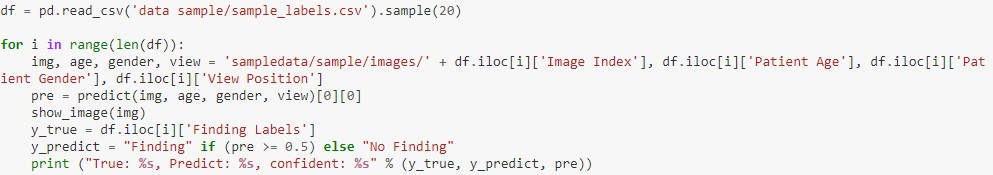 df = pd.read_csv('data sample/sample_labels.csv').sample(20)

for i in range(len(df)):
    img, age, gender, view = 'sampledata/sample/images/' + df.iloc[i]['Image Index'], df.iloc[i]['Patient Age'], df.iloc[i]['Pat
ient Gender'], df.iloc[i]['View Position']
    pre = predict(img, age, gender, view)[0][0]
    show_image(img)
    y_true = df.iloc[i]['Finding Labels']
    y_predict = "Finding" if (pre >= 0.5) else "No Finding"
    print ("True: %s, Predict: %s, confident: %s" % (y_true, y_predict, pre))